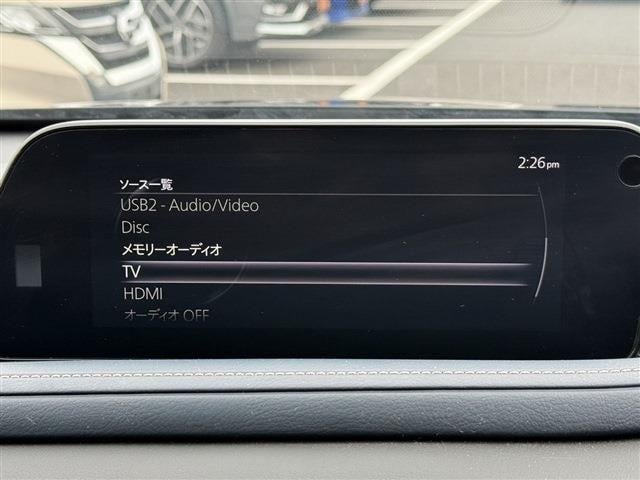 2:26pm
ソース一覧
USB2 - Audio/Video
Disc
メモリーオーディオ
TV
HDMI
オーディオ OFF